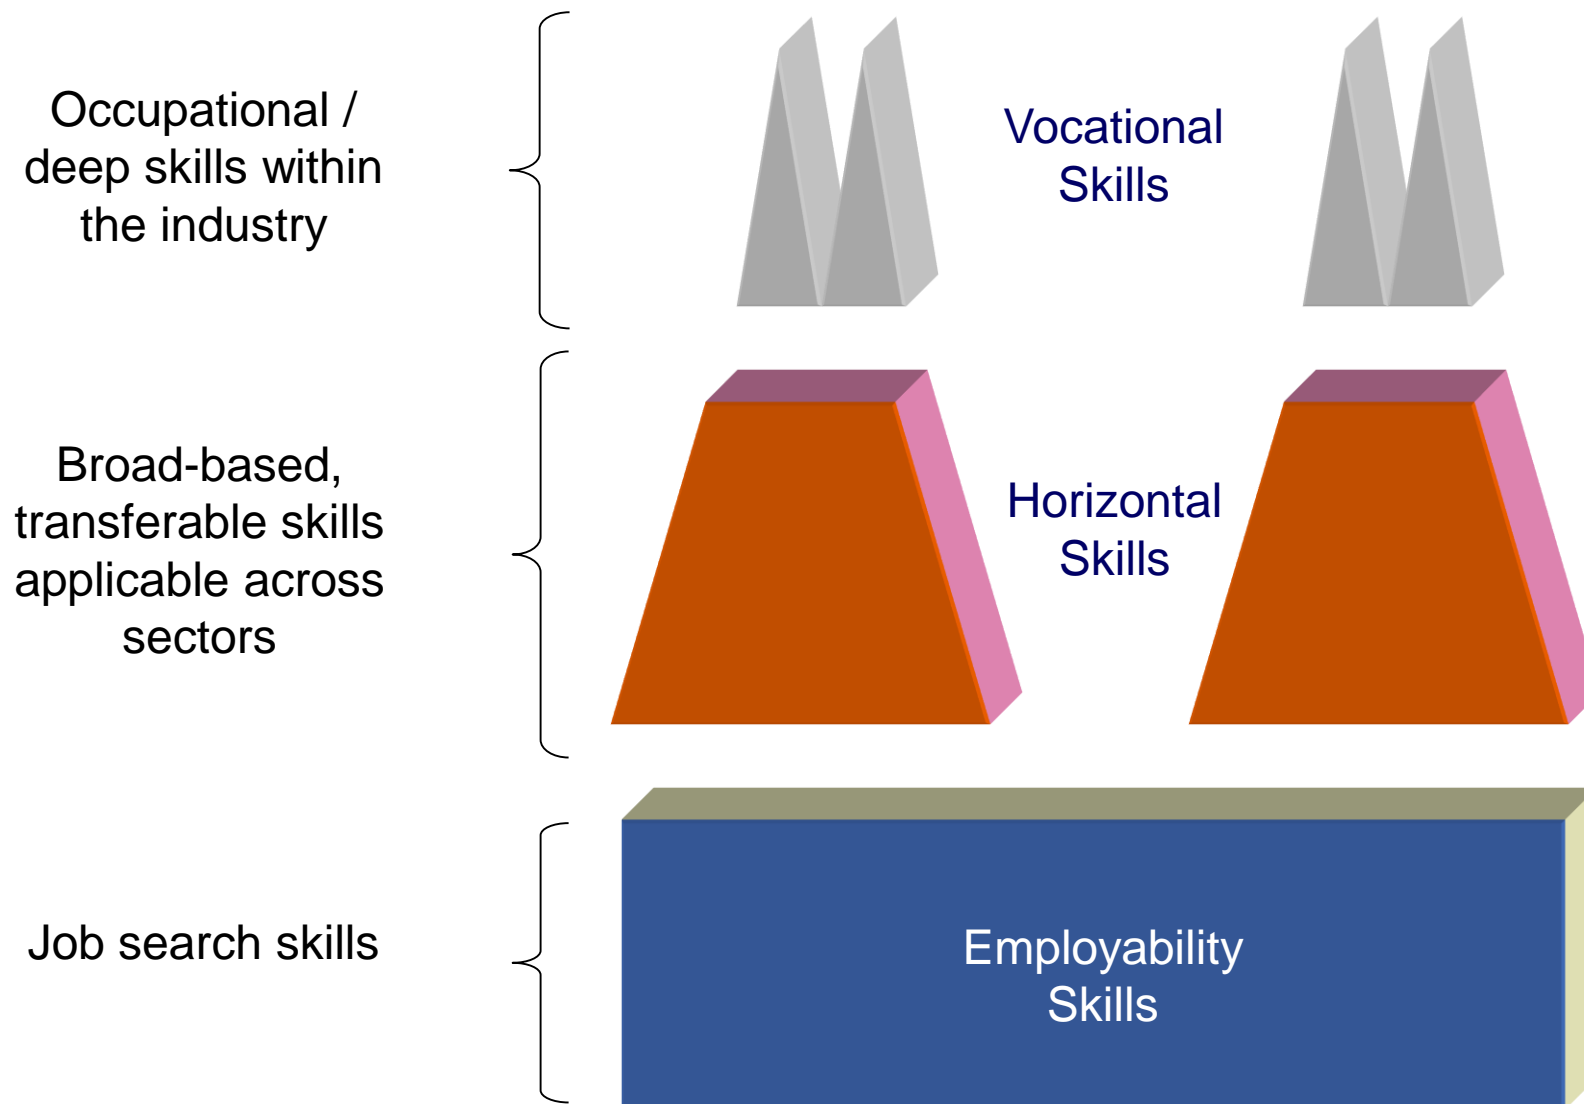 Occupational /
deep skills within
the industry
Vocational
Skills
Broad-based,
transferable skills
applicable across
sectors
Horizontal
Skills
Job search skills
Employability
Skills